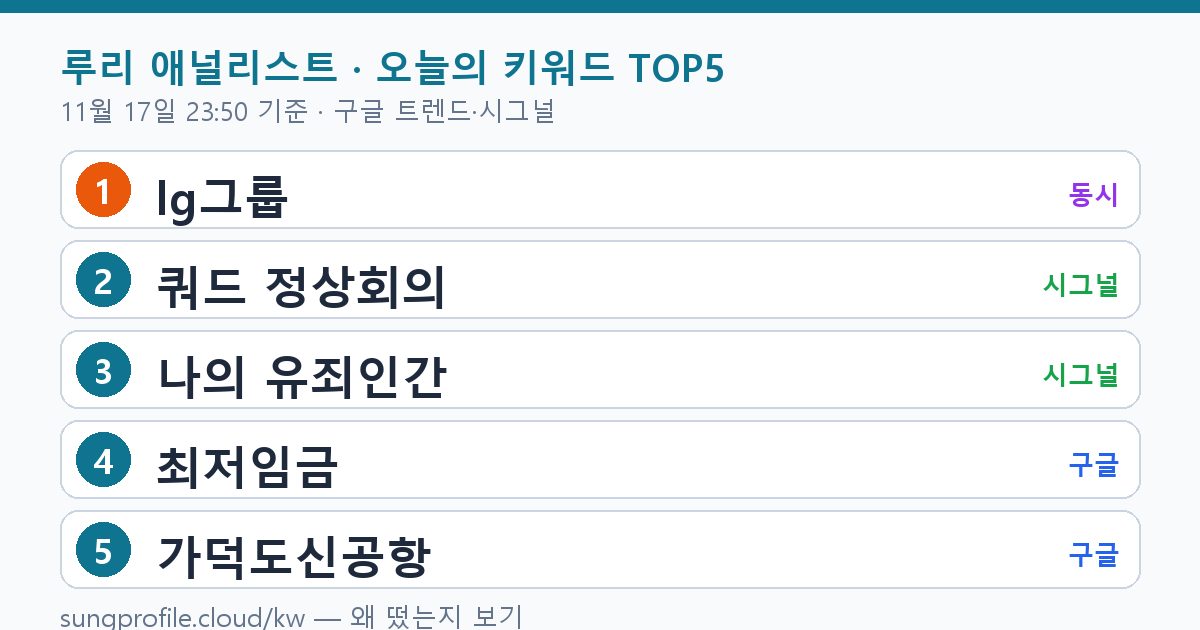 루리 애널리스트 · 오늘의 키워드 TOP5
11월 17일 23:50 기준 · 구글 트렌드·시그널
1 lg그룹 동시
2 쿼드 정상회의 시그널
3 나의 유죄인간 시그널
4 최저임금 구글
5 가덕도신공항 구글
sungprofile.cloud/kw — 왜 떴는지 보기